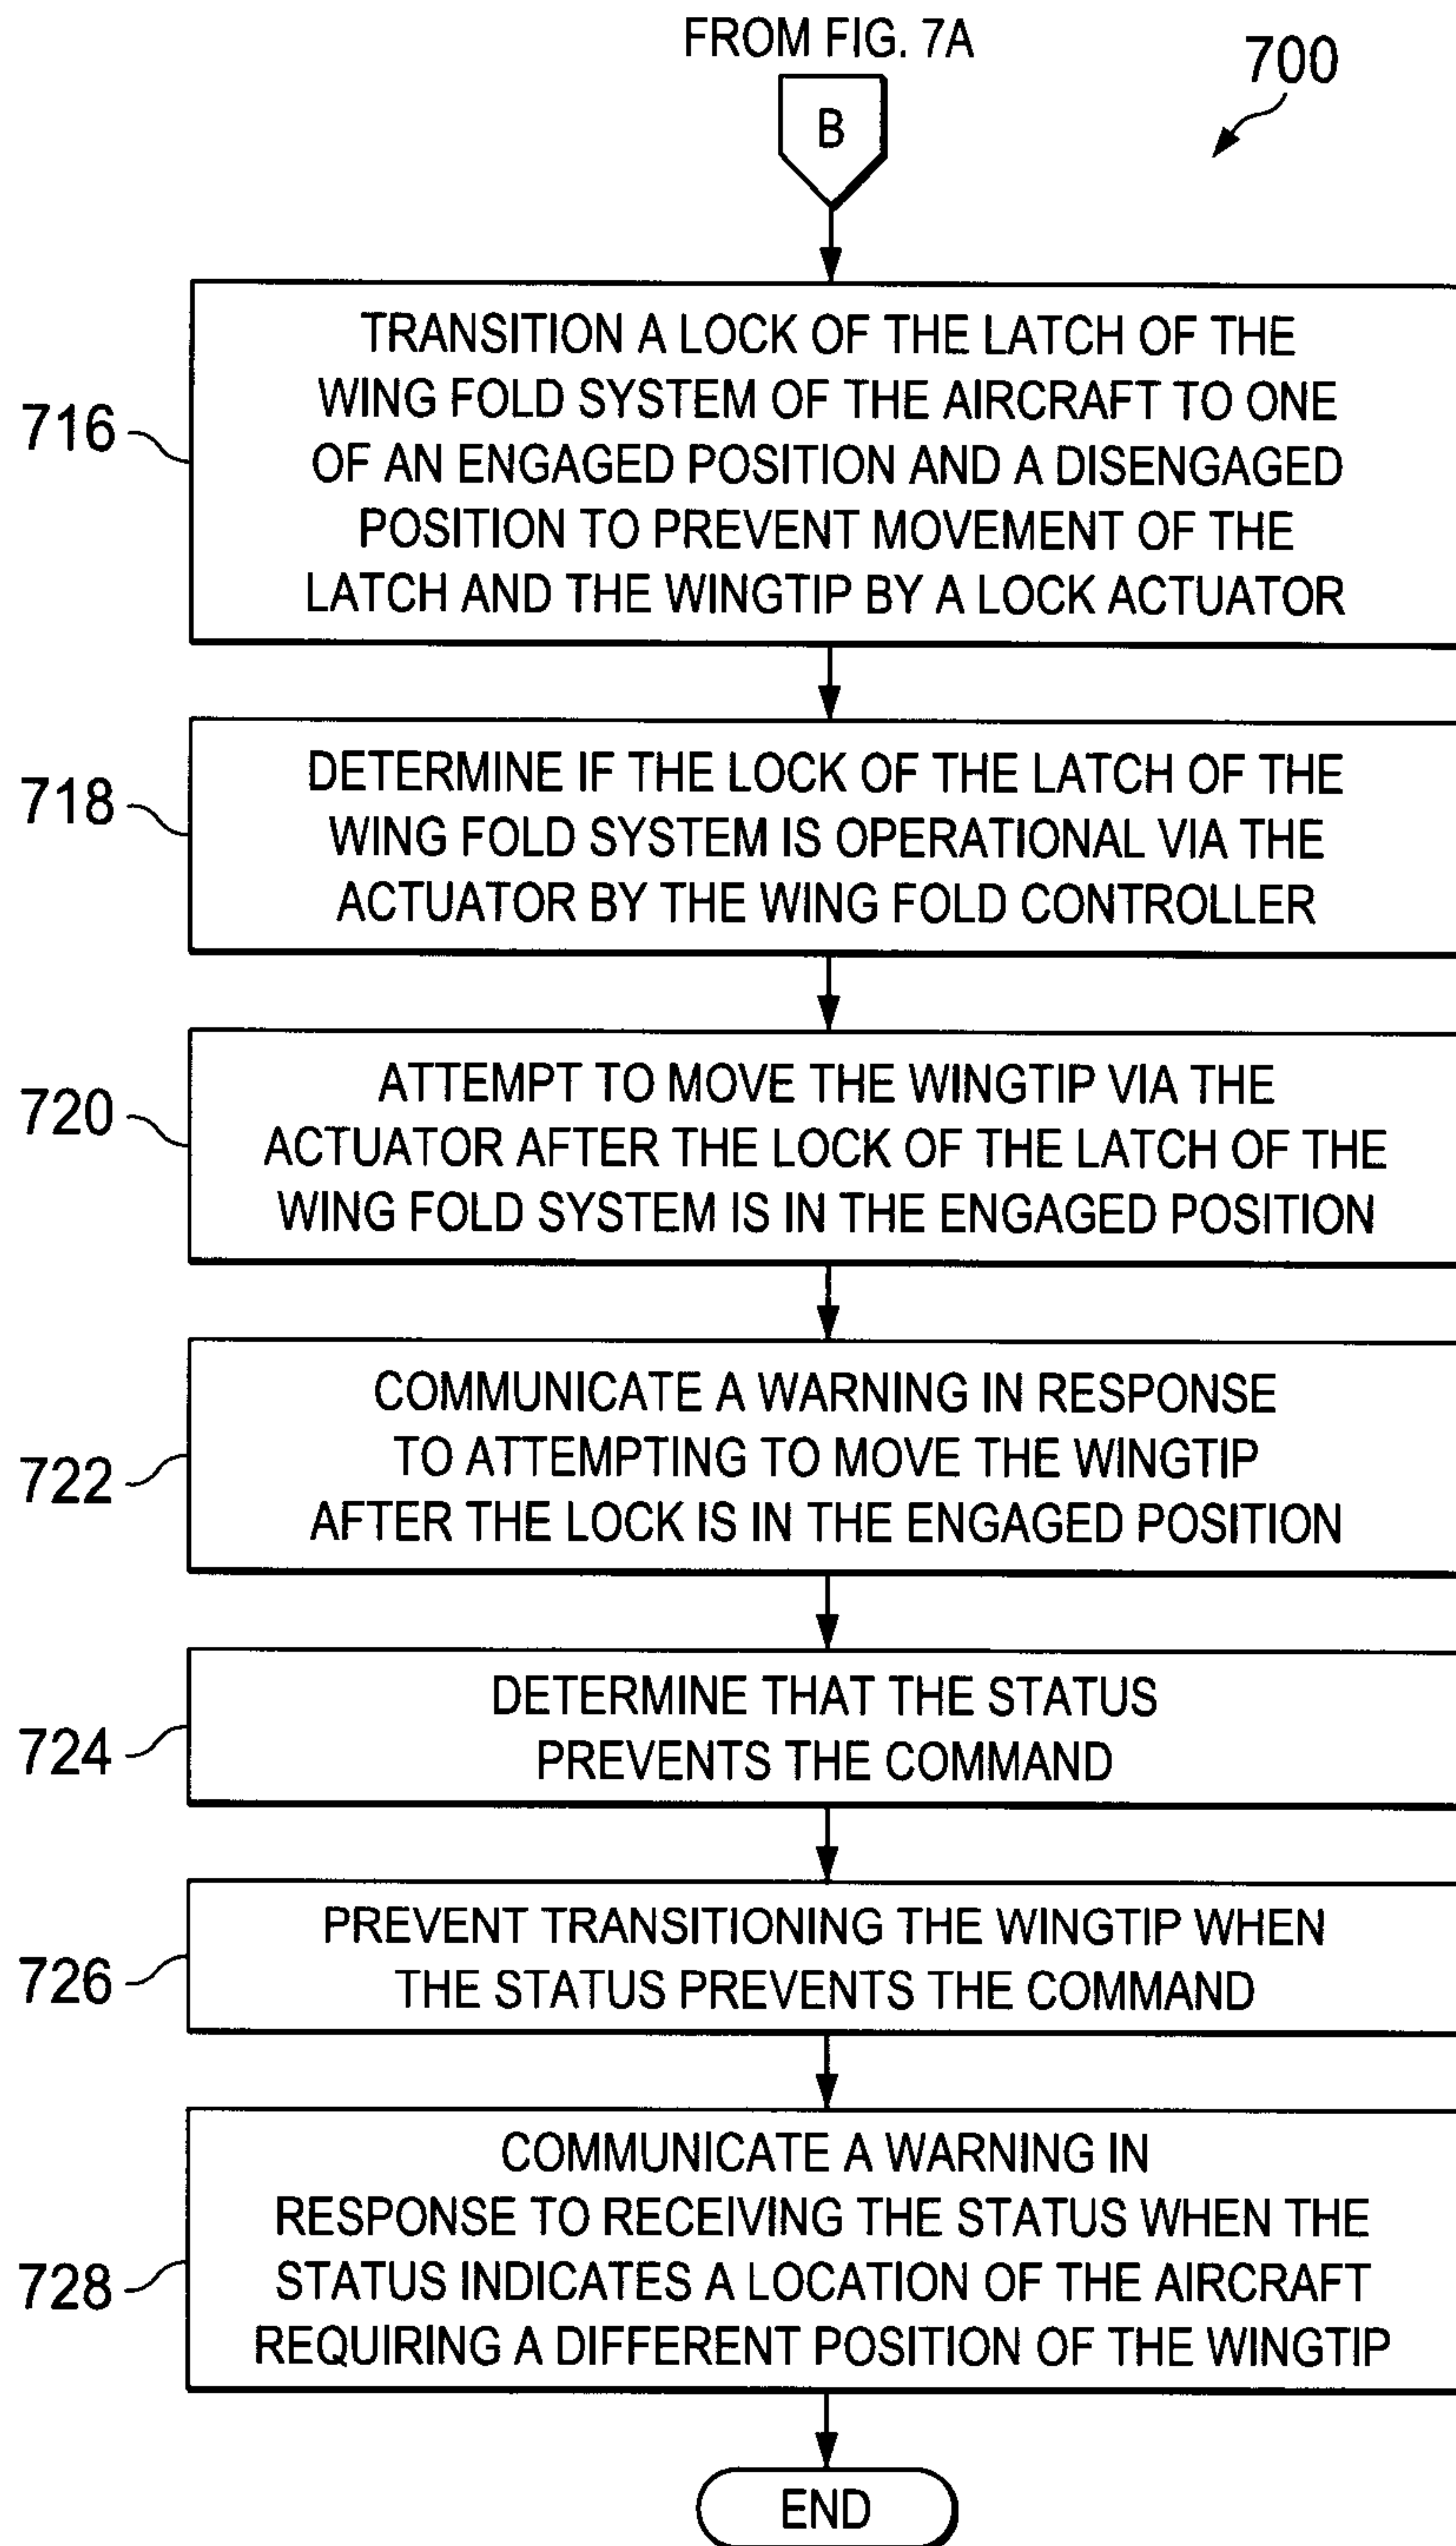 FROM FIG. 7A
700
B
TRANSITION A LOCK OF THE LATCH OF THE
WING FOLD SYSTEM OF THE AIRCRAFT TO ONE
OF AN ENGAGED POSITION AND A DISENGAGED
POSITION TO PREVENT MOVEMENT OF THE
LATCH AND THE WINGTIP BY A LOCK ACTUATOR
716
DETERMINE IF THE LOCK OF THE LATCH OF THE
WING FOLD SYSTEM IS OPERATIONAL VIA THE
ACTUATOR BY THE WING FOLD CONTROLLER
718
ATTEMPT TO MOVE THE WINGTIP VIA THE
ACTUATOR AFTER THE LOCK OF THE LATCH OF THE
WING FOLD SYSTEM IS IN THE ENGAGED POSITION
720
COMMUNICATE A WARNING IN RESPONSE
TO ATTEMPTING TO MOVE THE WINGTIP
AFTER THE LOCK IS IN THE ENGAGED POSITION
722
DETERMINE THAT THE STATUS
PREVENTS THE COMMAND
724
PREVENT TRANSITIONING THE WINGTIP WHEN
THE STATUS PREVENTS THE COMMAND
726
COMMUNICATE A WARNING IN
RESPONSE TO RECEIVING THE STATUS WHEN THE
STATUS INDICATES A LOCATION OF THE AIRCRAFT
REQUIRING A DIFFERENT POSITION OF THE WINGTIP
728
END